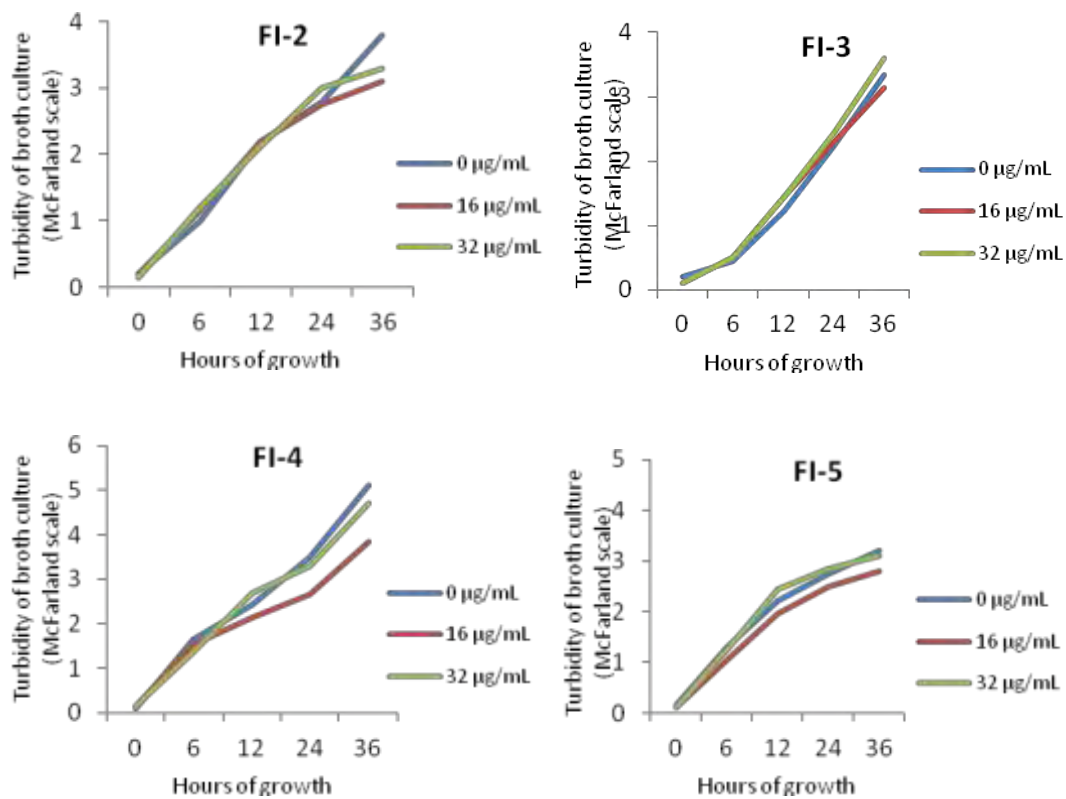 FI-2
Turbidity of broth culture
(McFarland scale)
4
3
2
1
0
0 6 12 24 36
Hours of growth
0 µg/mL
16 µg/mL
32 µg/mL
FI-3
Turbidity of broth culture
(McFarland scale)
4
3
2
1
0
0 6 12 24 36
Hours of growth
0 µg/mL
16 µg/mL
32 µg/mL
FI-4
Turbidity of broth culture
(McFarland scale)
6
5
4
3
2
1
0
0 6 12 24 36
Hours of growth
0 µg/mL
16 µg/mL
32 µg/mL
FI-5
Turbidity of broth culture
(McFarland scale)
5
4
3
2
1
0
0 6 12 24 36
Hours of growth
0 µg/mL
16 µg/mL
32 µg/mL